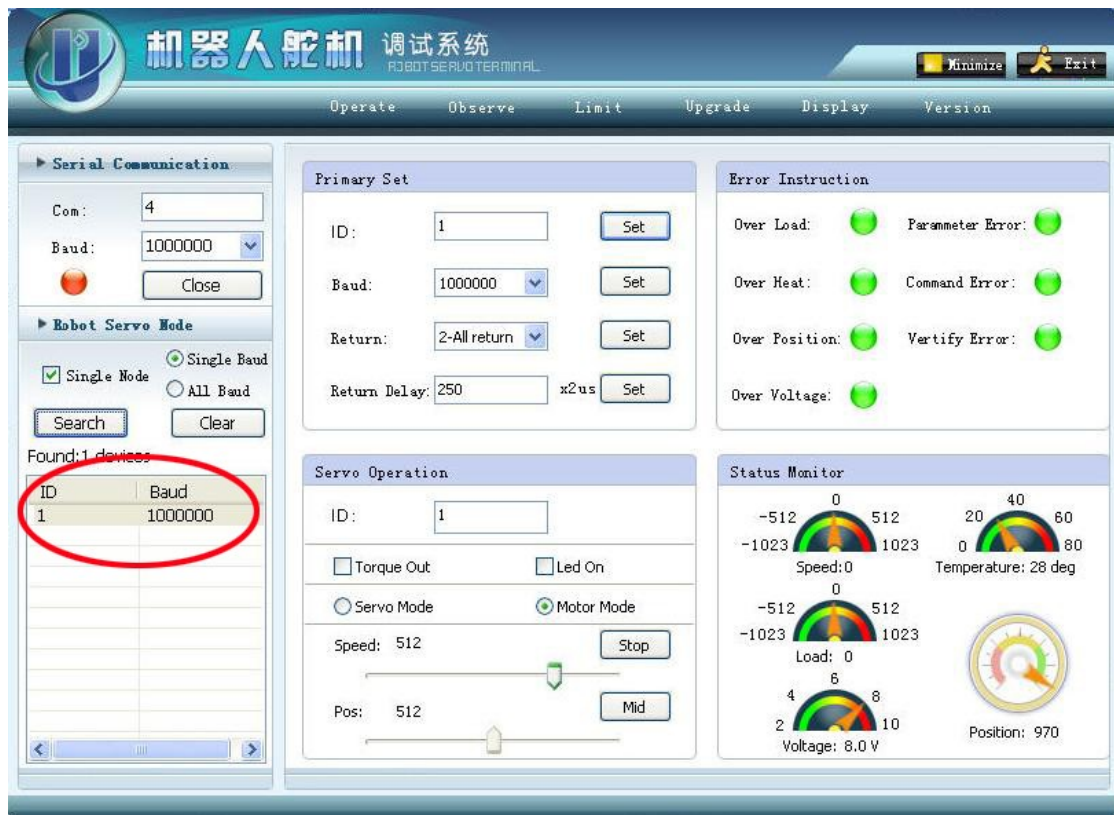 机器人舵机 调试系统
ROBOTSERVOTERMINAL
Minimize
Exit
Operate Observe Limit Upgrade Display Version
Serial Communication
Com: 4
Baud: 1000000
Close
Robot Servo Node
Single Node
Single Baud
All Baud
Search Clear
Found:1 devices
ID Baud
1 1000000
Primary Set
ID: 1 Set
Baud: 1000000 Set
Return: 2-All return Set
Return Delay: 250 x2us Set
Error Instruction
Over Load: Parammeter Error:
Over Heat: Command Error:
Over Position: Vertify Error:
Over Voltage:
Servo Operation
ID: 1
Torque Out Led On
Servo Mode Motor Mode
Speed: 512 Stop
Pos: 512 Mid
Status Monitor
0
-512 512
-1023 1023
Speed:0
40
20 60
0 80
Temperature: 28 deg
0
-512 512
-1023 1023
Load: 0
6
4 8
2 10
Voltage: 8.0 V
Position: 970